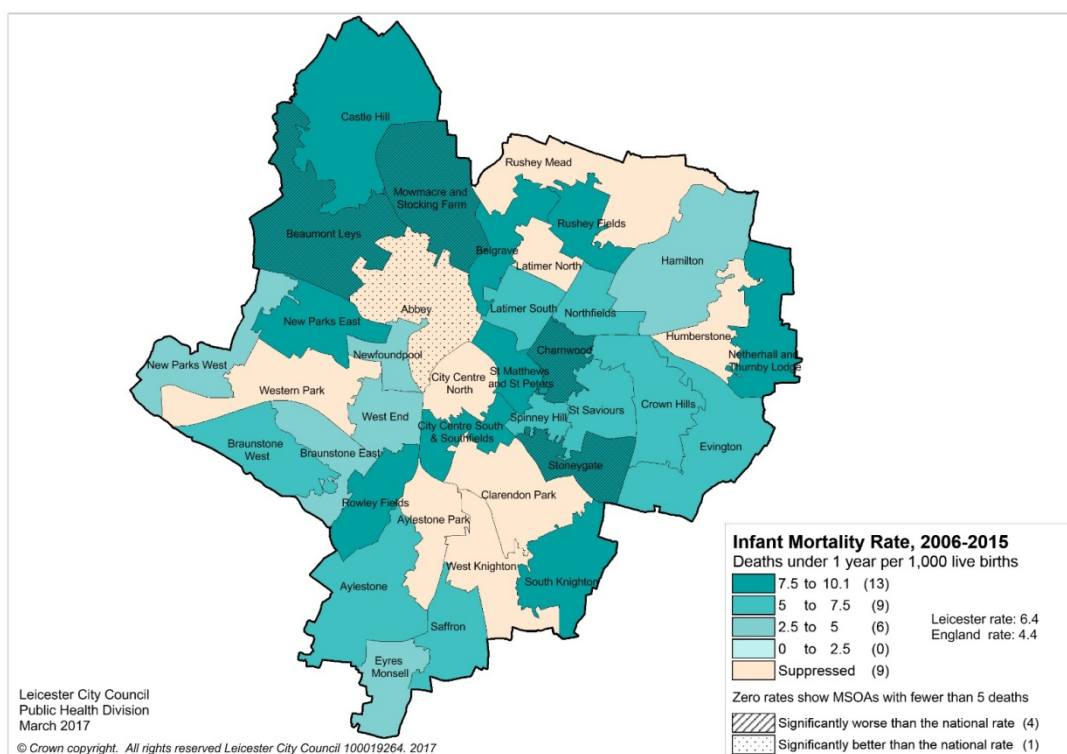 Castle Hill
Rushey Mead
Mowmacre and
Stocking Farm
Rushey Fields
Beaumont Leys
Belgrave
Hamilton
Latimer North
Abbey
Latimer South
Northfields
New Parks East
Humberstone
Charnwood
Netherhall and
Thurnby Lodge
Newfoundpool
New Parks West
St Matthews
and St Peters
City Centre
North
Western Park
West End
Spinney Hill
St Saviours
Crown Hills
City Centre South
& Southfields
Braunstone
West
Braunstone East
Evington
Stoneygate
Clarendon Park
Rowley Fields
Aylestone Park
West Knighton
South Knighton
Aylestone
Saffron
Eyres
Monsell
Infant Mortality Rate, 2006-2015
Deaths under 1 year per 1,000 live births
7.5 to 10.1 (13)
5 to 7.5 (9)
2.5 to 5 (6)
0 to 2.5 (0)
Suppressed (9)
Leicester rate: 6.4
England rate: 4.4
Zero rates show MSOAs with fewer than 5 deaths
Significantly worse than the national rate (4)
Significantly better than the national rate (1)
Leicester City Council
Public Health Division
March 2017
© Crown copyright. All rights reserved Leicester City Council 100019264. 2017